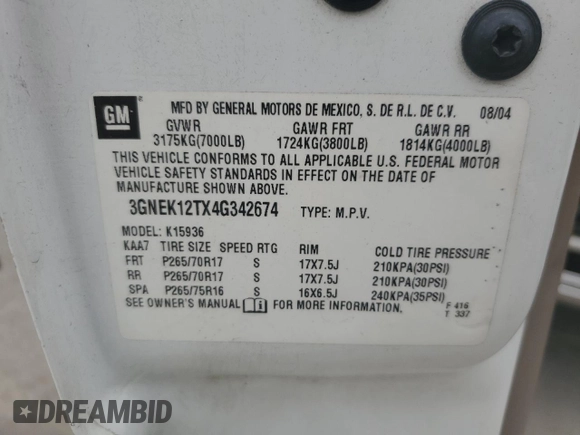 GM
MFD BY GENERAL MOTORS DE MEXICO, S. DE R.L. DE C.V. 08/04
GVWR GAWR FRT GAWR RR
3175KG(7000LB) 1724KG(3800LB) 1814KG(4000LB)
THIS VEHICLE CONFORMS TO ALL APPLICABLE U.S. FEDERAL MOTOR
VEHICLE SAFETY STANDARDS IN EFFECT ON THE DATE OF
MANUFACTURE SHOWN ABOVE.
3GNEK12TX4G342674 TYPE: M.P.V.
MODEL: K15936
KAA7 TIRE SIZE SPEED RTG RIM COLD TIRE PRESSURE
FRT P265/70R17 S 17X7.5J 210KPA(30PSI)
RR P265/70R17 S 17X7.5J 210KPA(30PSI)
SPA P265/75R16 S 16X6.5J 240KPA(35PSI)
SEE OWNER'S MANUAL FOR MORE INFORMATION.
F 416
T 337
DREAMBID